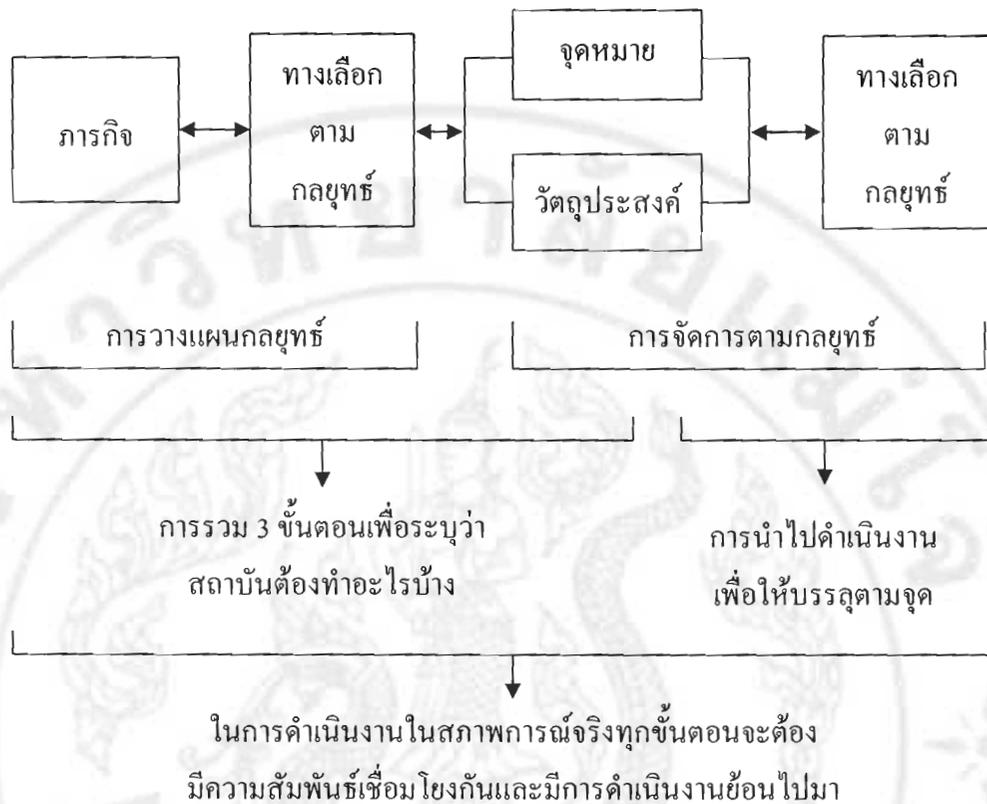 ภารกิจ
ทางเลือก
ตาม
กลยุทธ์
จุดหมาย
วัตถุประสงค์
ทางเลือก
ตาม
กลยุทธ์
การวางแผนกลยุทธ์
การจัดการตามกลยุทธ์
การรวม 3 ขั้นตอนเพื่อระบุว่า
สถาบันต้องทำอะไรบ้าง
การนำไปดำเนินงาน
เพื่อให้บรรลุตามจุด
ในการดำเนินงานในสภาพการณ์จริงทุกขั้นตอนจะต้อง
มีความสัมพันธ์เชื่อมโยงกันและมีการดำเนินงานย้อนไปมา